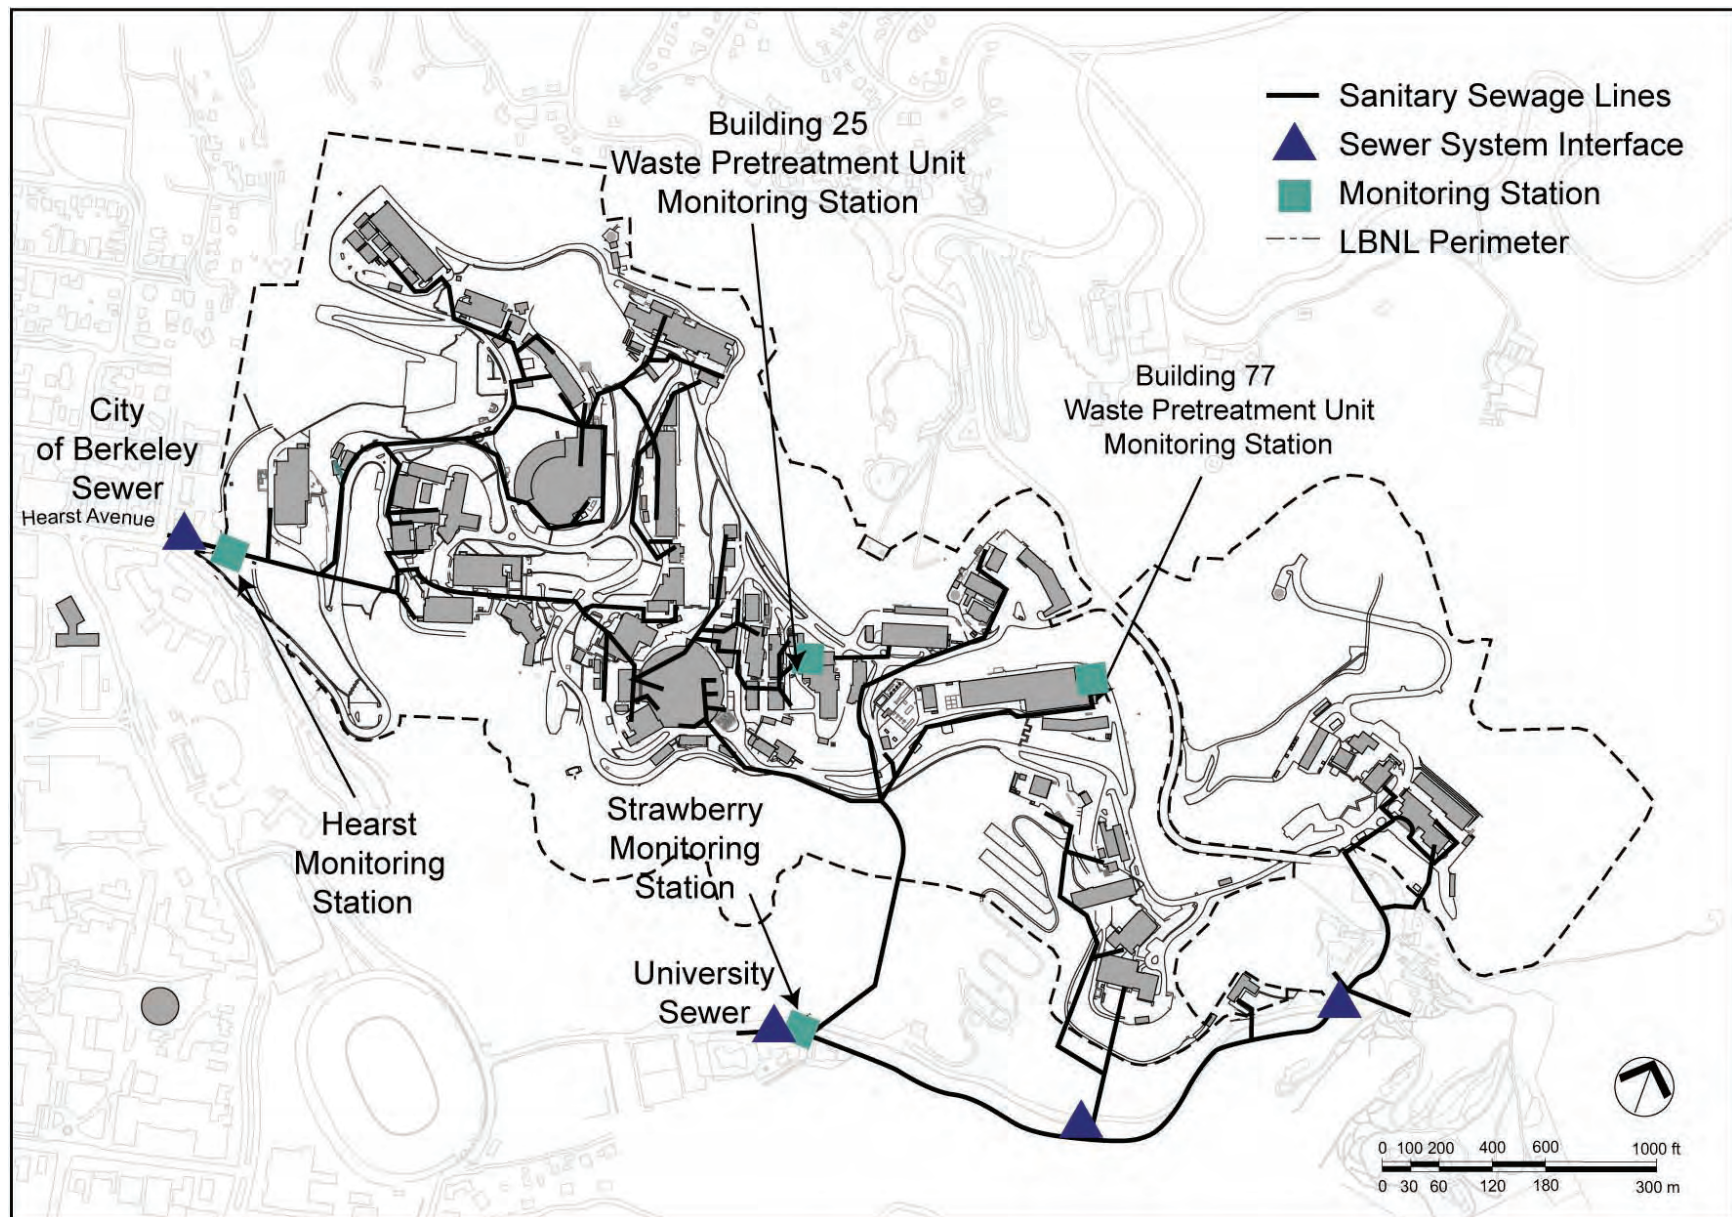 Building 25
Waste Pretreatment Unit
Monitoring Station
Sanitary Sewage Lines
Sewer System Interface
Monitoring Station
LBNL Perimeter
Building 77
Waste Pretreatment Unit
Monitoring Station
City
of Berkeley
Sewer
Hearst Avenue
Hearst
Monitoring
Station
Strawberry
Monitoring
Station
University
Sewer
0 100 200 400 600 1000 ft
0 30 60 120 180 300 m